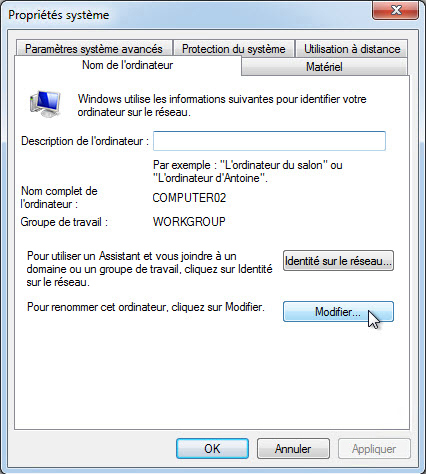 Propriétés système
Paramètres système avancés
Protection du système
Utilisation à distance
Nom de l'ordinateur
Matériel
Windows utilise les informations suivantes pour identifier votre
ordinateur sur le réseau.
Description de l'ordinateur :
Par exemple : "L'ordinateur du salon" ou
"L'ordinateur d'Antoine".
Nom complet de
l'ordinateur :
COMPUTER02
Groupe de travail :
WORKGROUP
Pour utiliser un Assistant et vous joindre à un
domaine ou un groupe de travail, cliquez sur Identité
sur le réseau.
Identité sur le réseau...
Pour renommer cet ordinateur, cliquez sur Modifier.
Modifier...
OK
Annuler
Appliquer